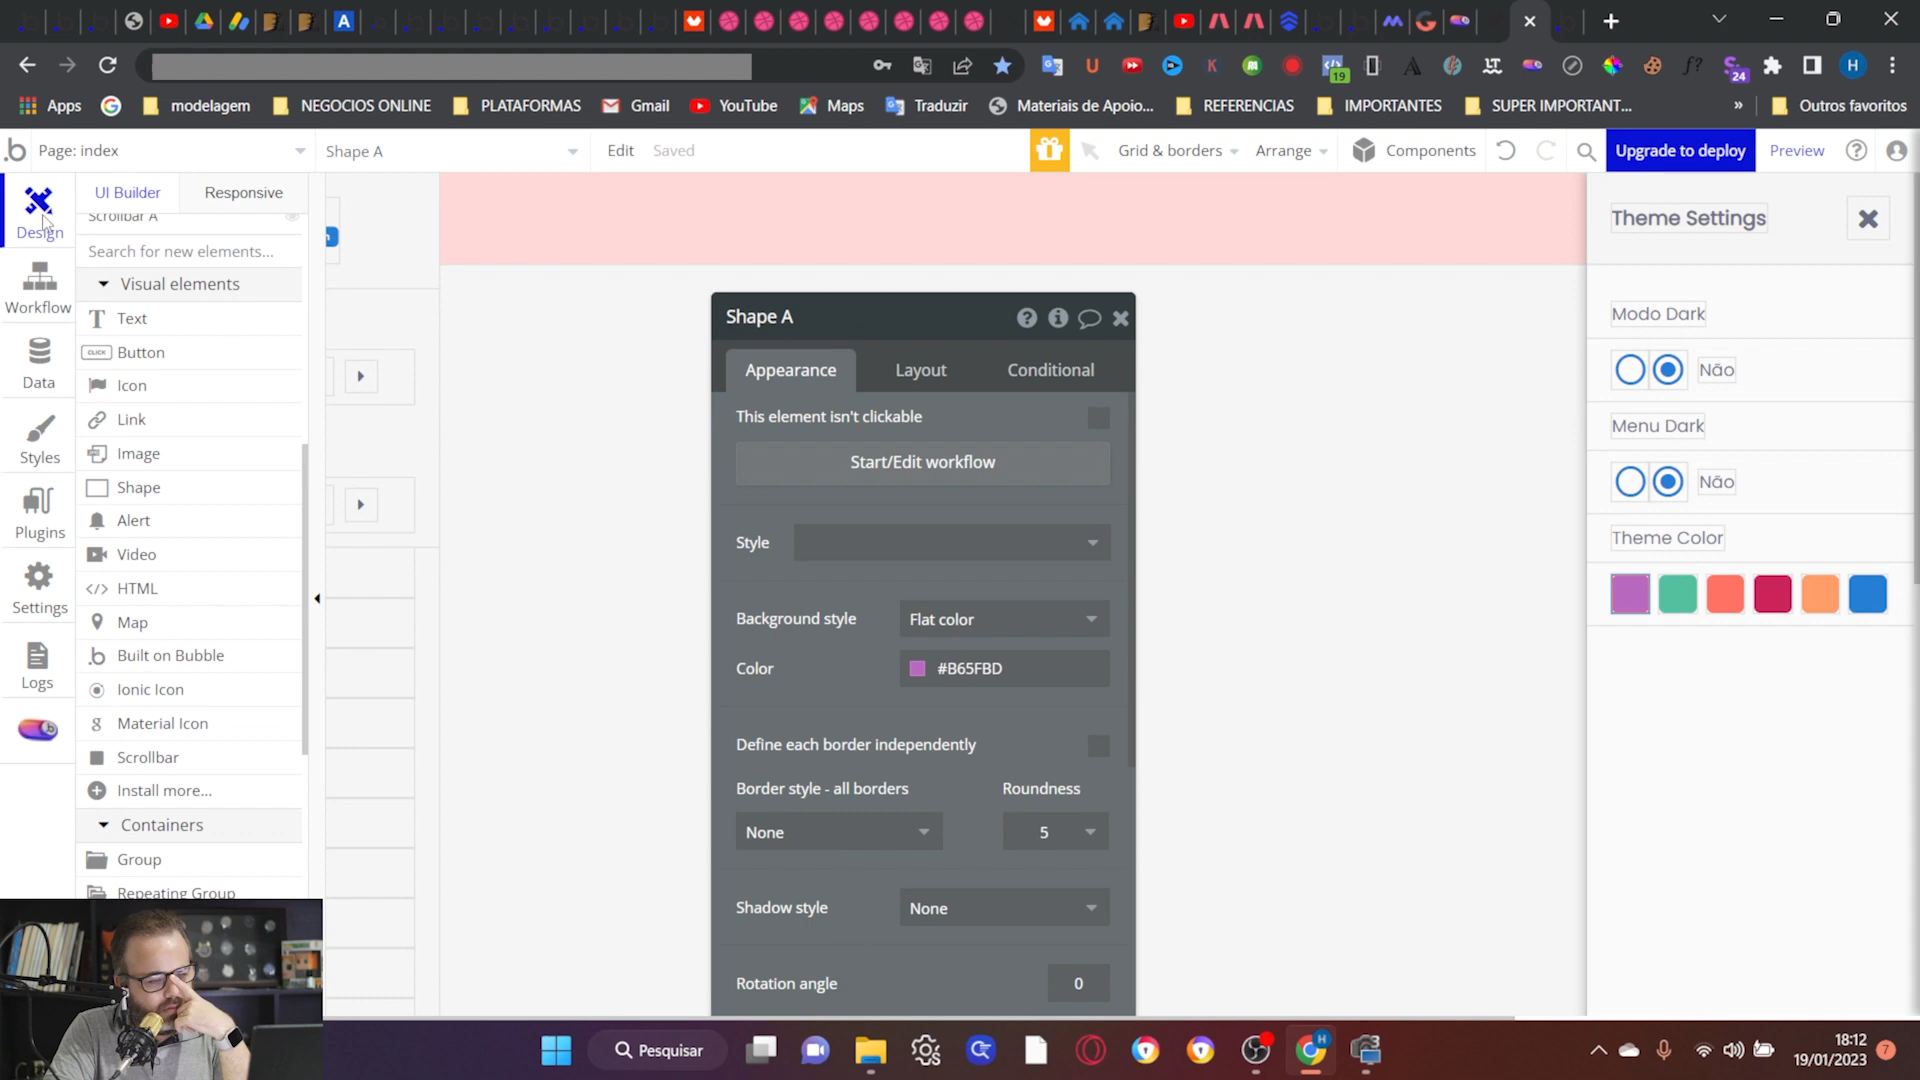 Apps
modelagem
NEGOCIOS ONLINE
PLATAFORMAS
Gmail
YouTube
Maps
Traduzir
Materiais de Apoio...
REFERENCIAS
IMPORTANTES
SUPER IMPORTANT...
»
Outros favoritos
19
24
H
Page: index
Shape A
Edit
Saved
Grid & borders
Arrange
Components
Upgrade to deploy
Preview
Design
Workflow
Data
Styles
Plugins
Settings
Logs
UI Builder
Responsive
Scrollbar A
Search for new elements...
Visual elements
Text
CLICK Button
Icon
Link
Image
Shape
Alert
Video
</> HTML
Map
Built on Bubble
Ionic Icon
Material Icon
Scrollbar
Install more...
Containers
Group
Repeating Group
Shape A
Appearance
Layout
Conditional
This element isn't clickable
Start/Edit workflow
Style
Background style
Flat color
Color
#B65FBD
Define each border independently
Border style - all borders
Roundness
None
5
Shadow style
None
Rotation angle
0
Theme Settings
Modo Dark
Não
Menu Dark
Não
Theme Color
Pesquisar
18:12
19/01/2023
7